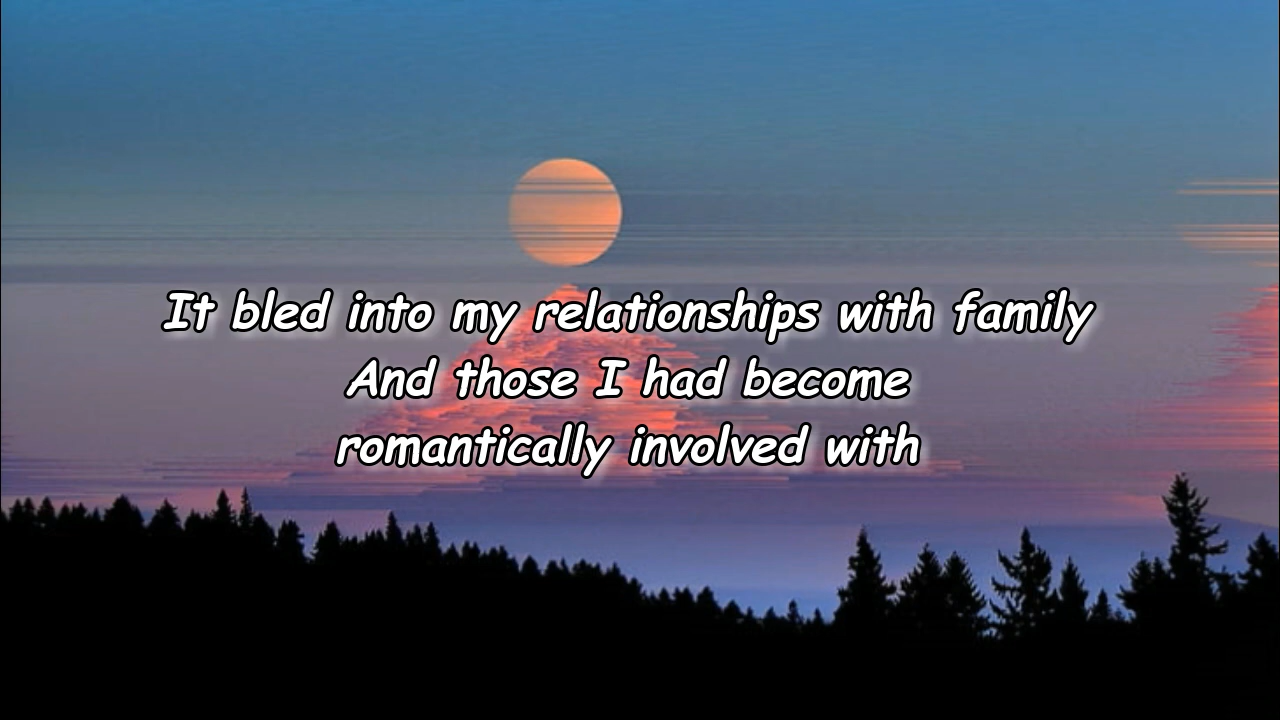 It bled into my relationships with family
And those I had become
romantically involved with